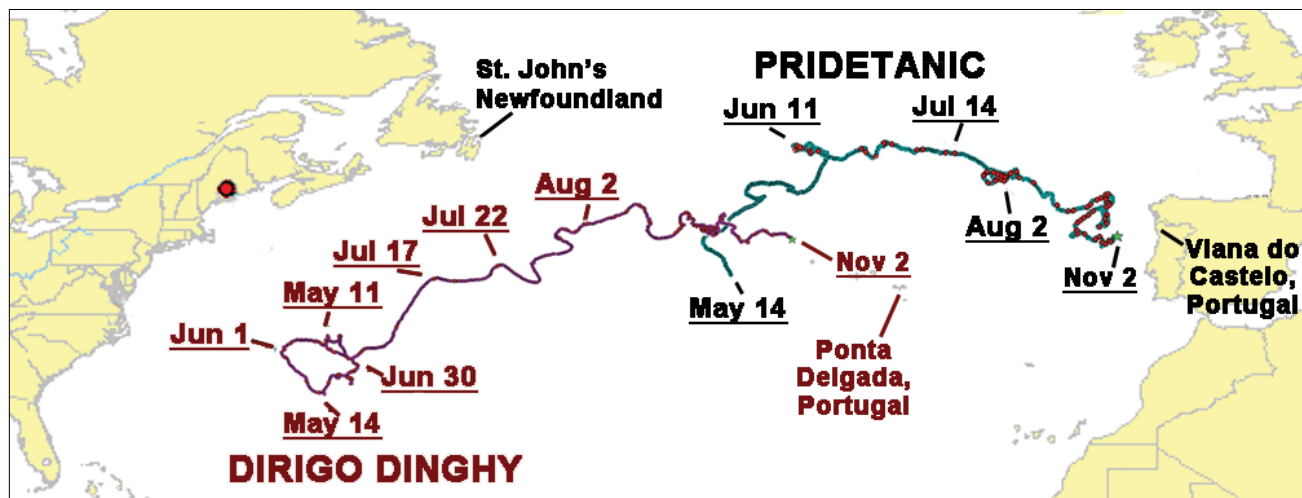 St. John's
Newfoundland
PRIDETANIC
Jun 11
Jul 14
Aug 2
Jul 22
Jul 17
May 11
Jun 1
Jun 30
May 14
DIRIGO DINGHY
Nov 2
May 14
Aug 2
Nov 2
Viana do
Castelo,
Portugal
Ponta
Delgada,
Portugal